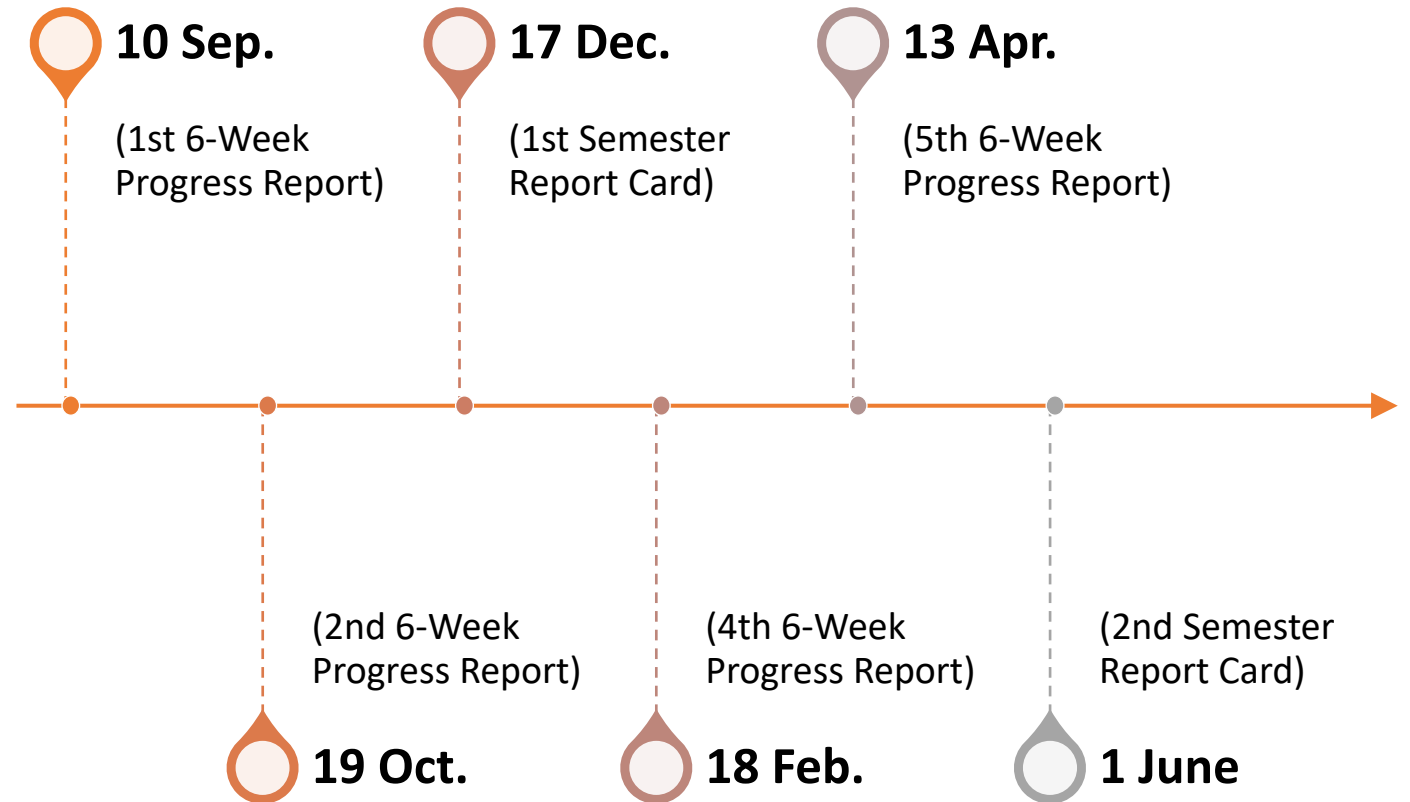 10 Sep.
(1st 6-Week
Progress Report)
17 Dec.
(1st Semester
Report Card)
13 Apr.
(5th 6-Week
Progress Report)
(2nd 6-Week
Progress Report)
19 Oct.
(4th 6-Week
Progress Report)
18 Feb.
(2nd Semester
Report Card)
1 June